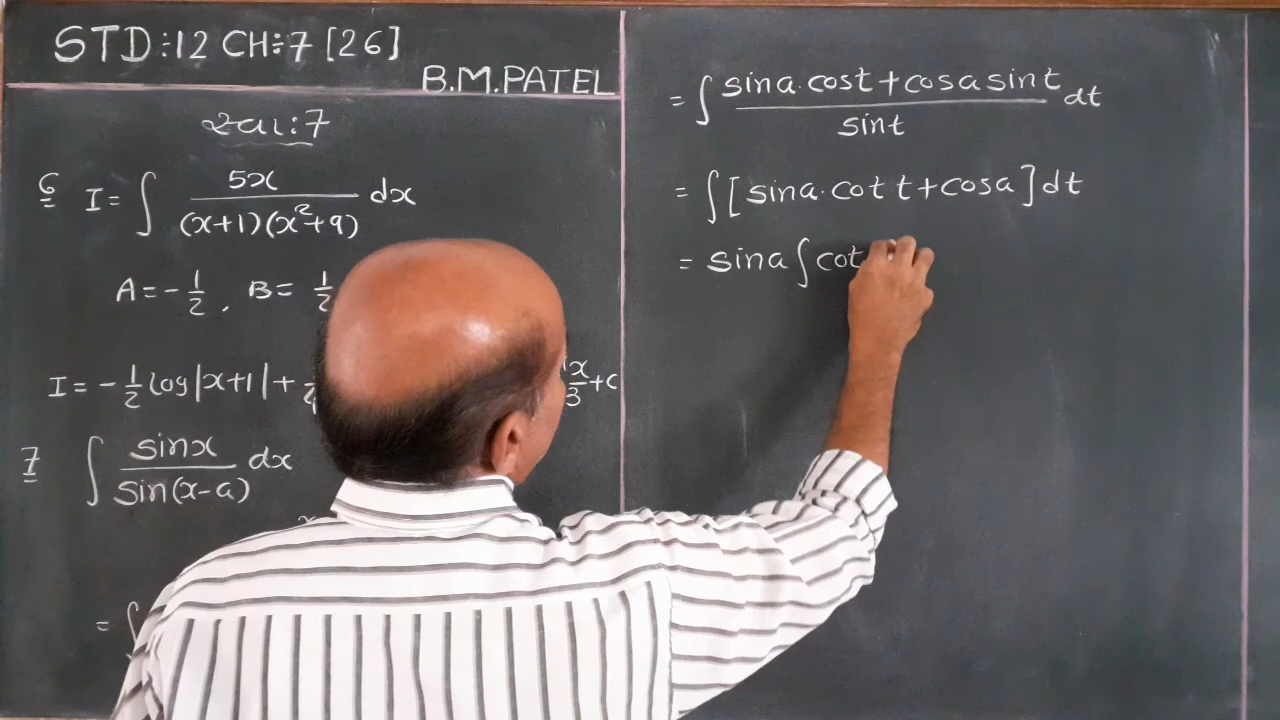 STD:12 CH:7 [26]
B.M.PATEL
6 I = ∫ 5x / (x+1)(x²+9) dx
A = -1/2 , B = 1/2
I = -1/2 log|x+1| +
x/3 + c
7 ∫ sinx / sin(x-a) dx
= ∫
= ∫ sina.cost + cosa sint / sint dt
= ∫ [sina.cot t + cosa] dt
= sina ∫ cot